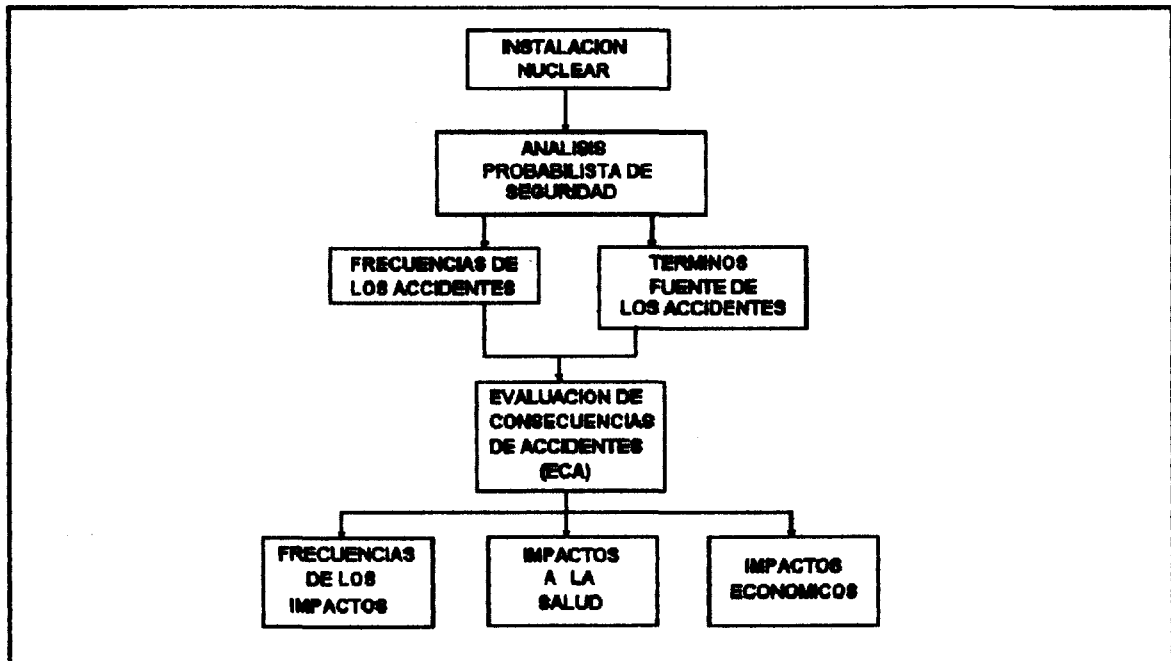 INSTALACION
NUCLEAR
ANALISIS
PROBABILISTA DE
SEGURIDAD
FRECUENCIAS DE
LOS ACCIDENTES
TERMINOS
FUENTE DE
LOS ACCIDENTES
EVALUACION DE
CONSECUENCIAS
DE ACCIDENTES
(ECA)
FRECUENCIAS
DE LOS
IMPACTOS
IMPACTOS
A LA
SALUD
IMPACTOS
ECONOMICOS